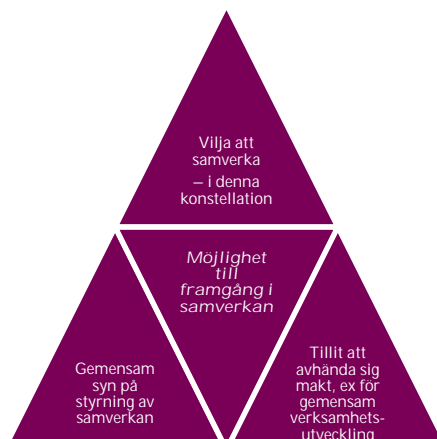 Vilja att
samverka
– i denna
konstellation
Möjlighet
till
framgång i
samverkan
Gemensam
syn på
styrning av
samverkan
Tillit att
avhända sig
makt, ex för
gemensam
verksamhets-
utveckling